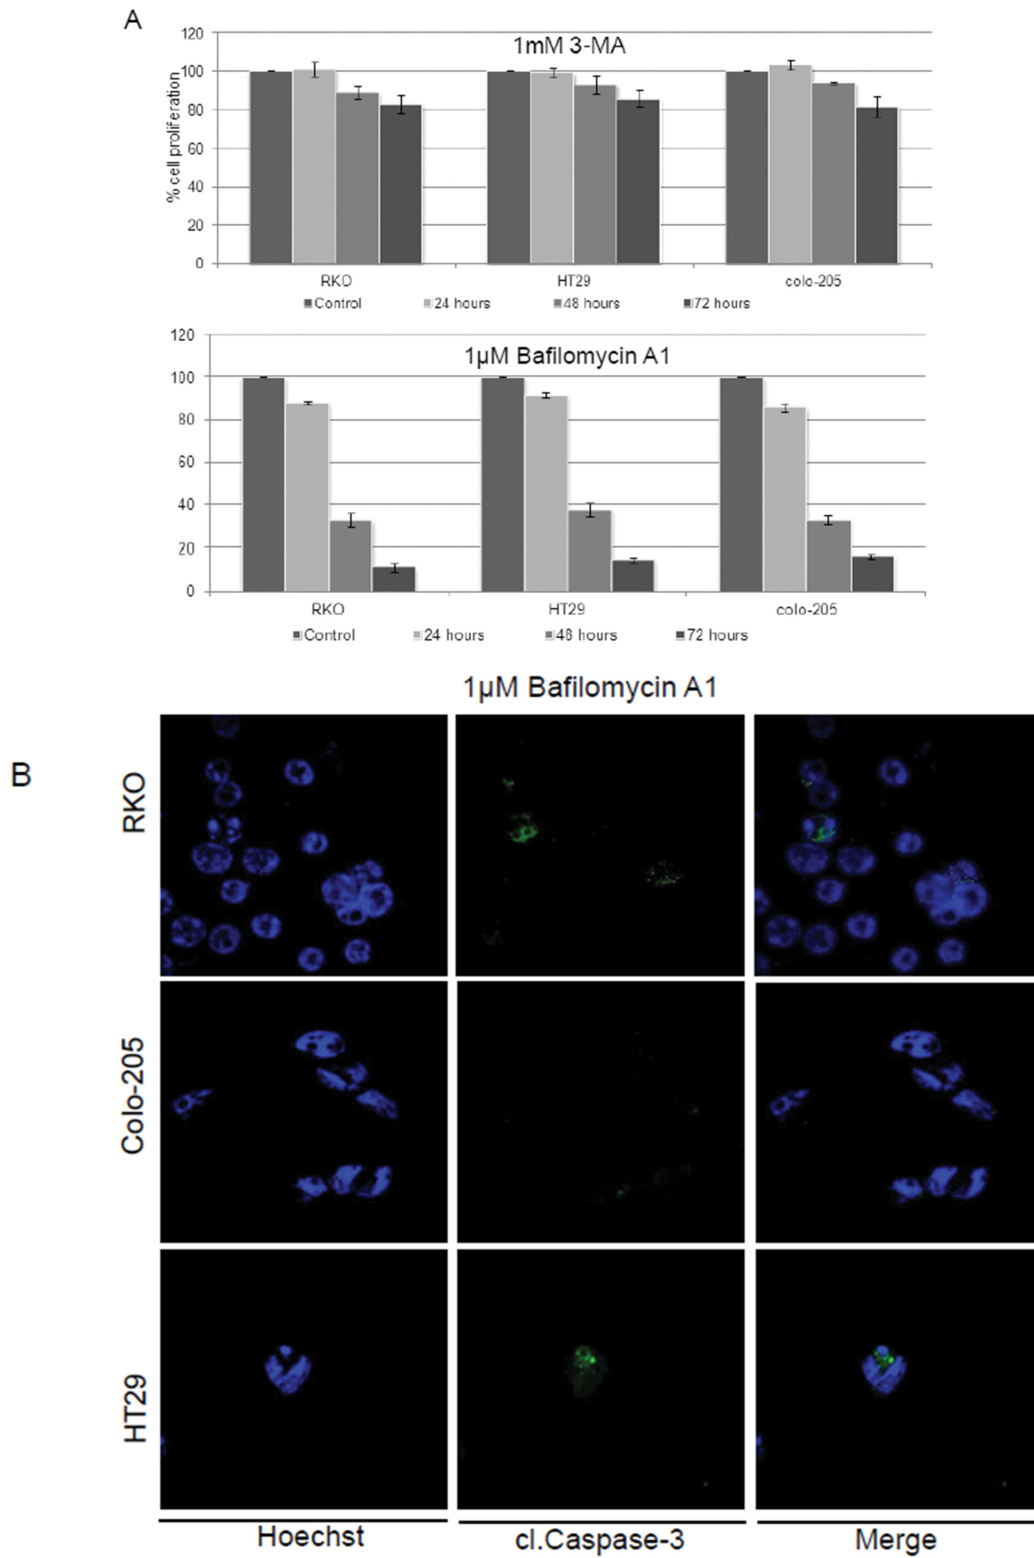 A
1mM 3-MA
% cell proliferation
120
100
80
60
40
20
0
RKO HT29 colo-205
Control 24 hours 48 hours 72 hours
1µM Bafilomycin A1
120
100
80
60
40
20
0
RKO HT29 colo-205
Control 24 hours 48 hours 72 hours
1µM Bafilomycin A1
B
RKO
Colo-205
HT29
Hoechst cl.Caspase-3 Merge